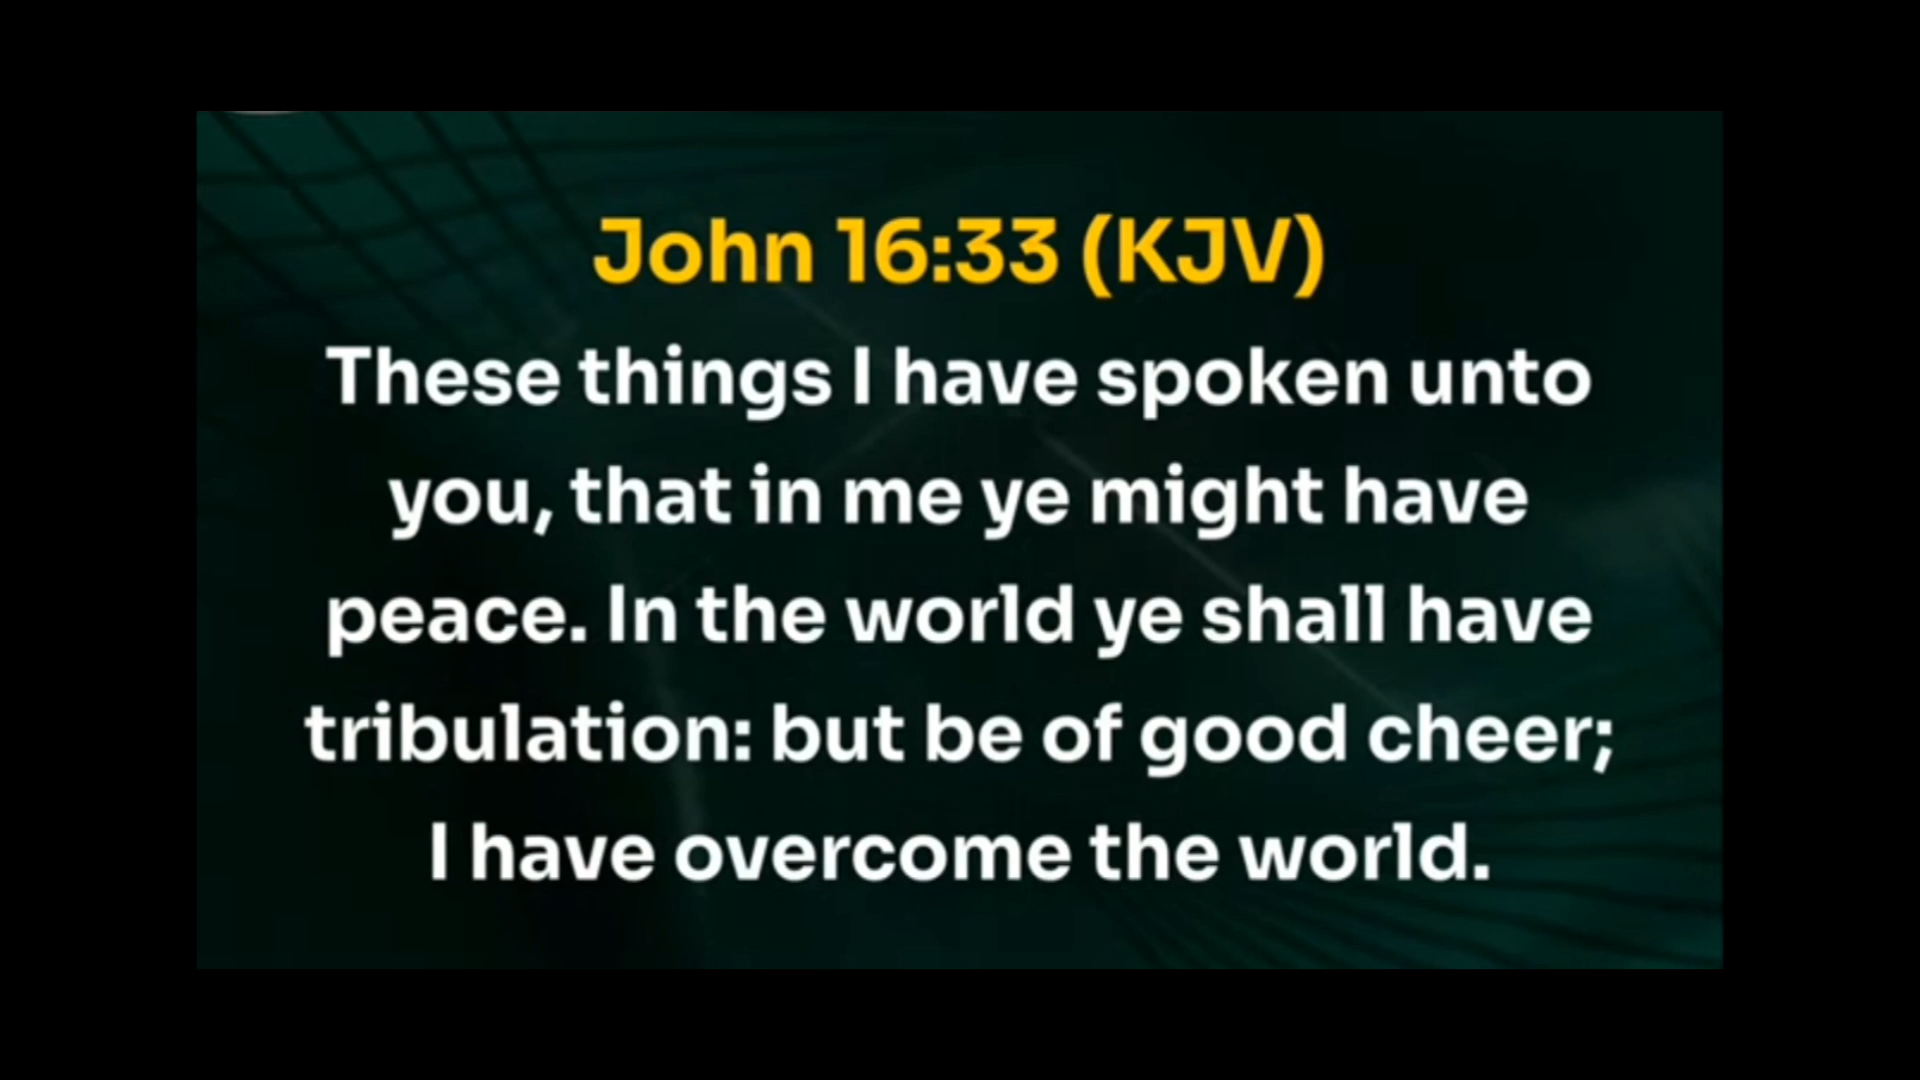 John 16:33 (KJV)
These things I have spoken unto
you, that in me ye might have
peace. In the world ye shall have
tribulation: but be of good cheer;
I have overcome the world.